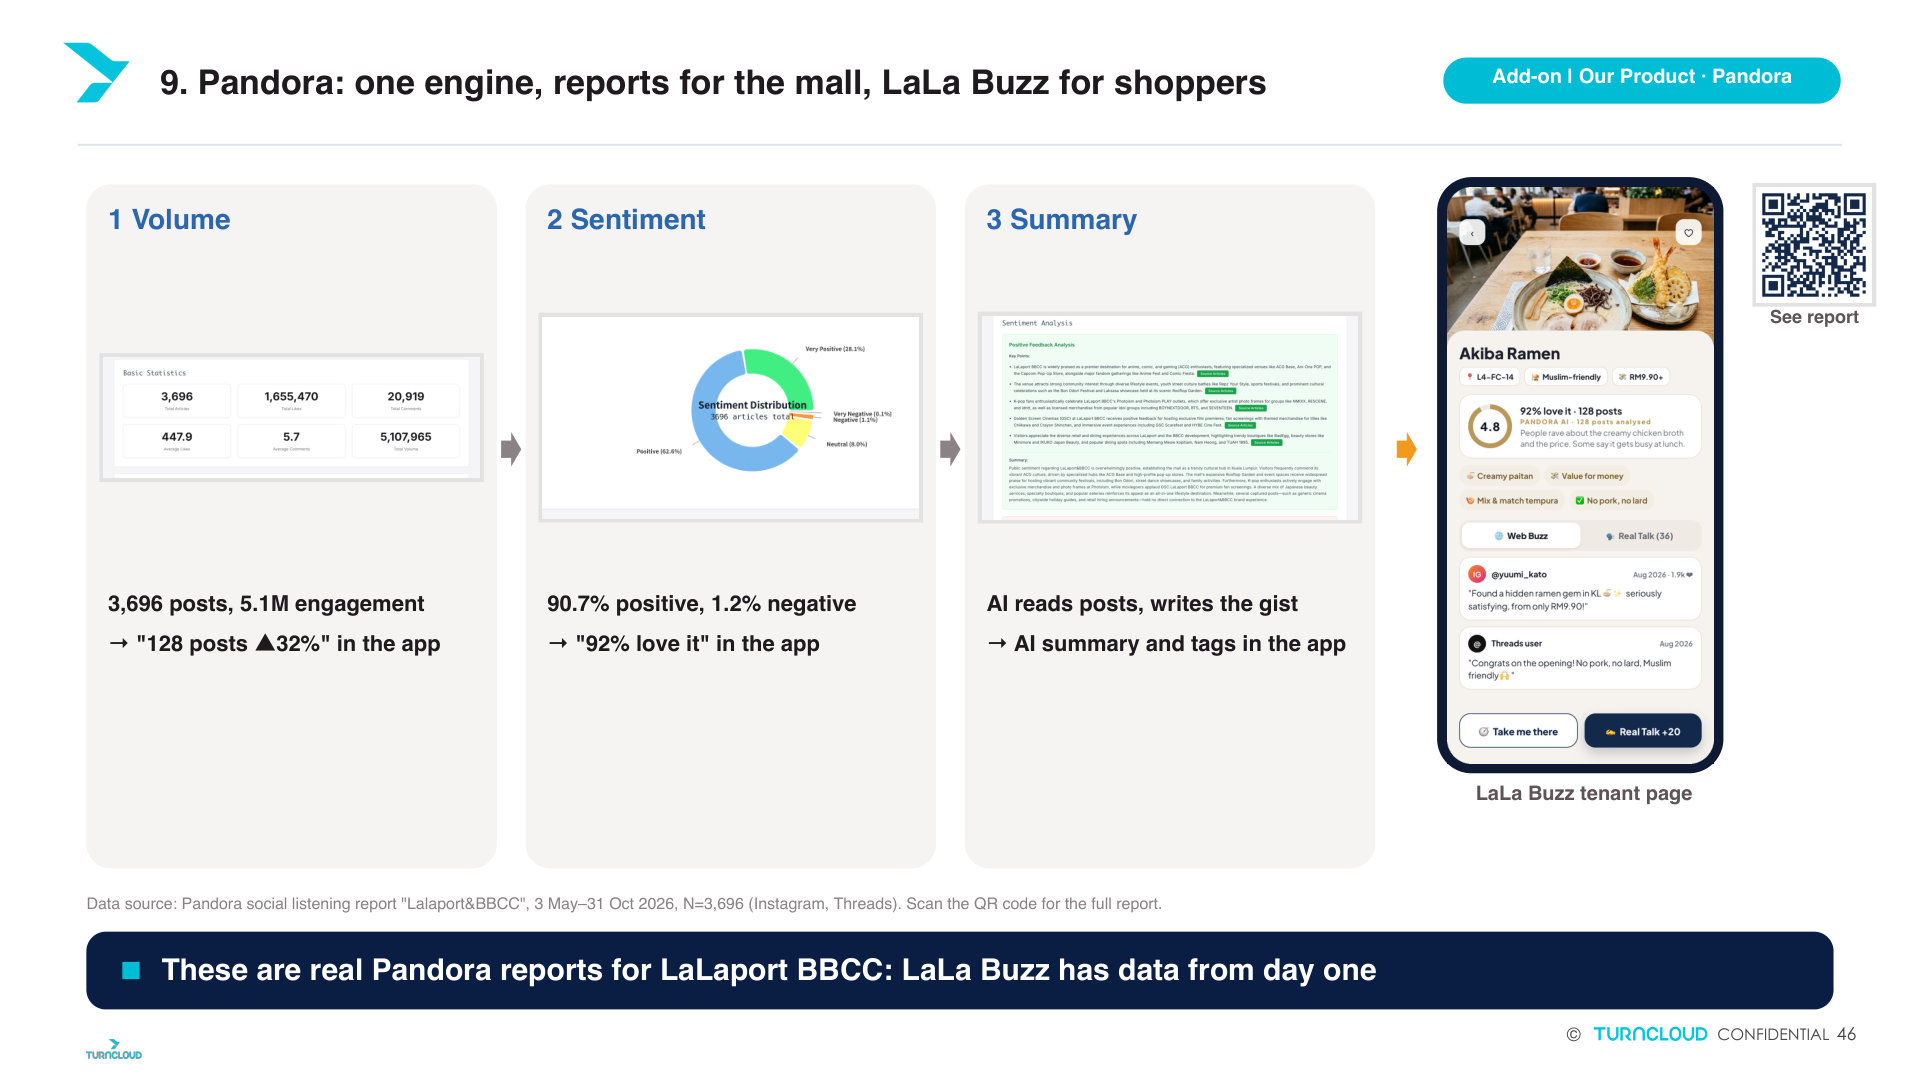 9. Pandora: one engine, reports for the mall, LaLa Buzz for shoppers
Add-on | Our Product · Pandora
1 Volume
Basic Statistics
3,696
Total Articles
1,655,470
Total Likes
20,919
Total Comments
447.9
Average Likes
5.7
Average Comments
5,107,965
Total Volume
3,696 posts, 5.1M engagement
→ "128 posts ▲32%" in the app
2 Sentiment
Very Positive (28.1%)
Sentiment Distribution
3696 articles total
Very Negative (0.1%)
Negative (1.1%)
Neutral (8.0%)
Positive (62.6%)
90.7% positive, 1.2% negative
→ "92% love it" in the app
3 Summary
Sentiment Analysis
Positive Feedback Analysis
Key Points:
Summary:
AI reads posts, writes the gist
→ AI summary and tags in the app
Akiba Ramen
L4-FC-14
Muslim-friendly
RM9.90+
4.8
92% love it · 128 posts
PANDORA AI · 128 posts analysed
People rave about the creamy chicken broth
and the price. Some say it gets busy at lunch.
Creamy paitan
Value for money
Mix & match tempura
No pork, no lard
Web Buzz
Real Talk (36)
IG
@yuumi_kato
Aug 2026 · 1.9k
"Found a hidden ramen gem in KL seriously
satisfying, from only RM9.90!"
@
Threads user
Aug 2026
"Congrats on the opening! No pork, no lard, Muslim
friendly"
Take me there
Real Talk +20
LaLa Buzz tenant page
See report
Data source: Pandora social listening report "Lalaport&BBCC", 3 May–31 Oct 2026, N=3,696 (Instagram, Threads). Scan the QR code for the full report.
These are real Pandora reports for LaLaport BBCC: LaLa Buzz has data from day one
TURNCLOUD
© TURNCLOUD CONFIDENTIAL 46